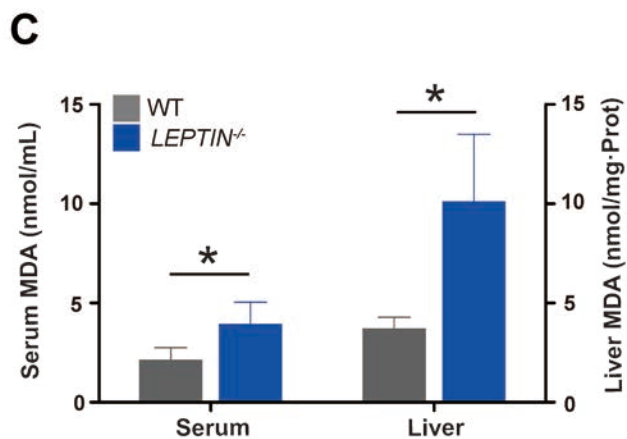 C
WT
LEPTIN-/-
Serum MDA (nmol/mL)
15
10
5
0
*
*
15
10
5
0
Liver MDA (nmol/mg·Prot)
Serum
Liver